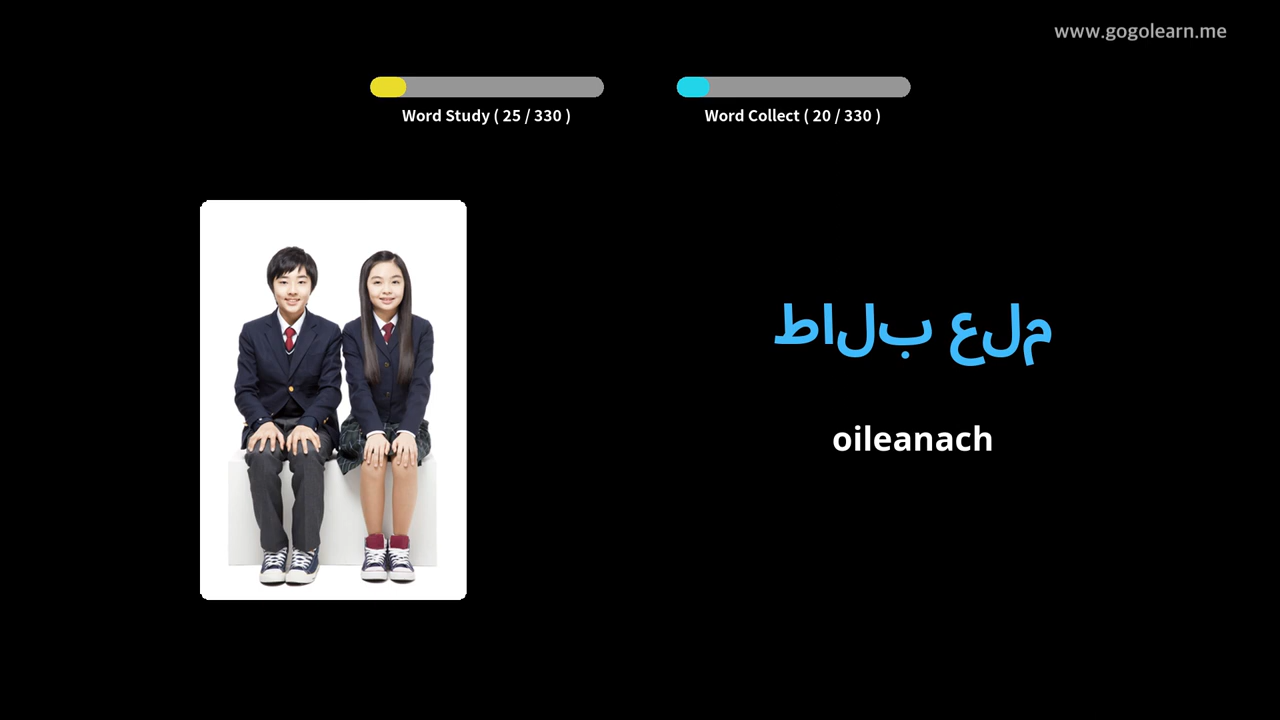 www.gogolearn.me
Word Study ( 25 / 330 )
Word Collect ( 20 / 330 )
طالب علم
oileanach